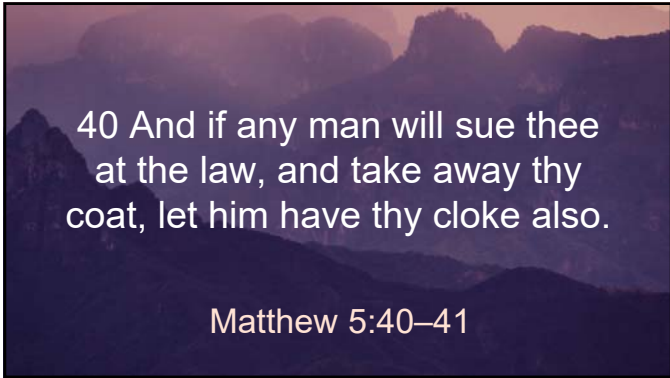 40 And if any man will sue thee
at the law, and take away thy
coat, let him have thy cloke also.
Matthew 5:40–41